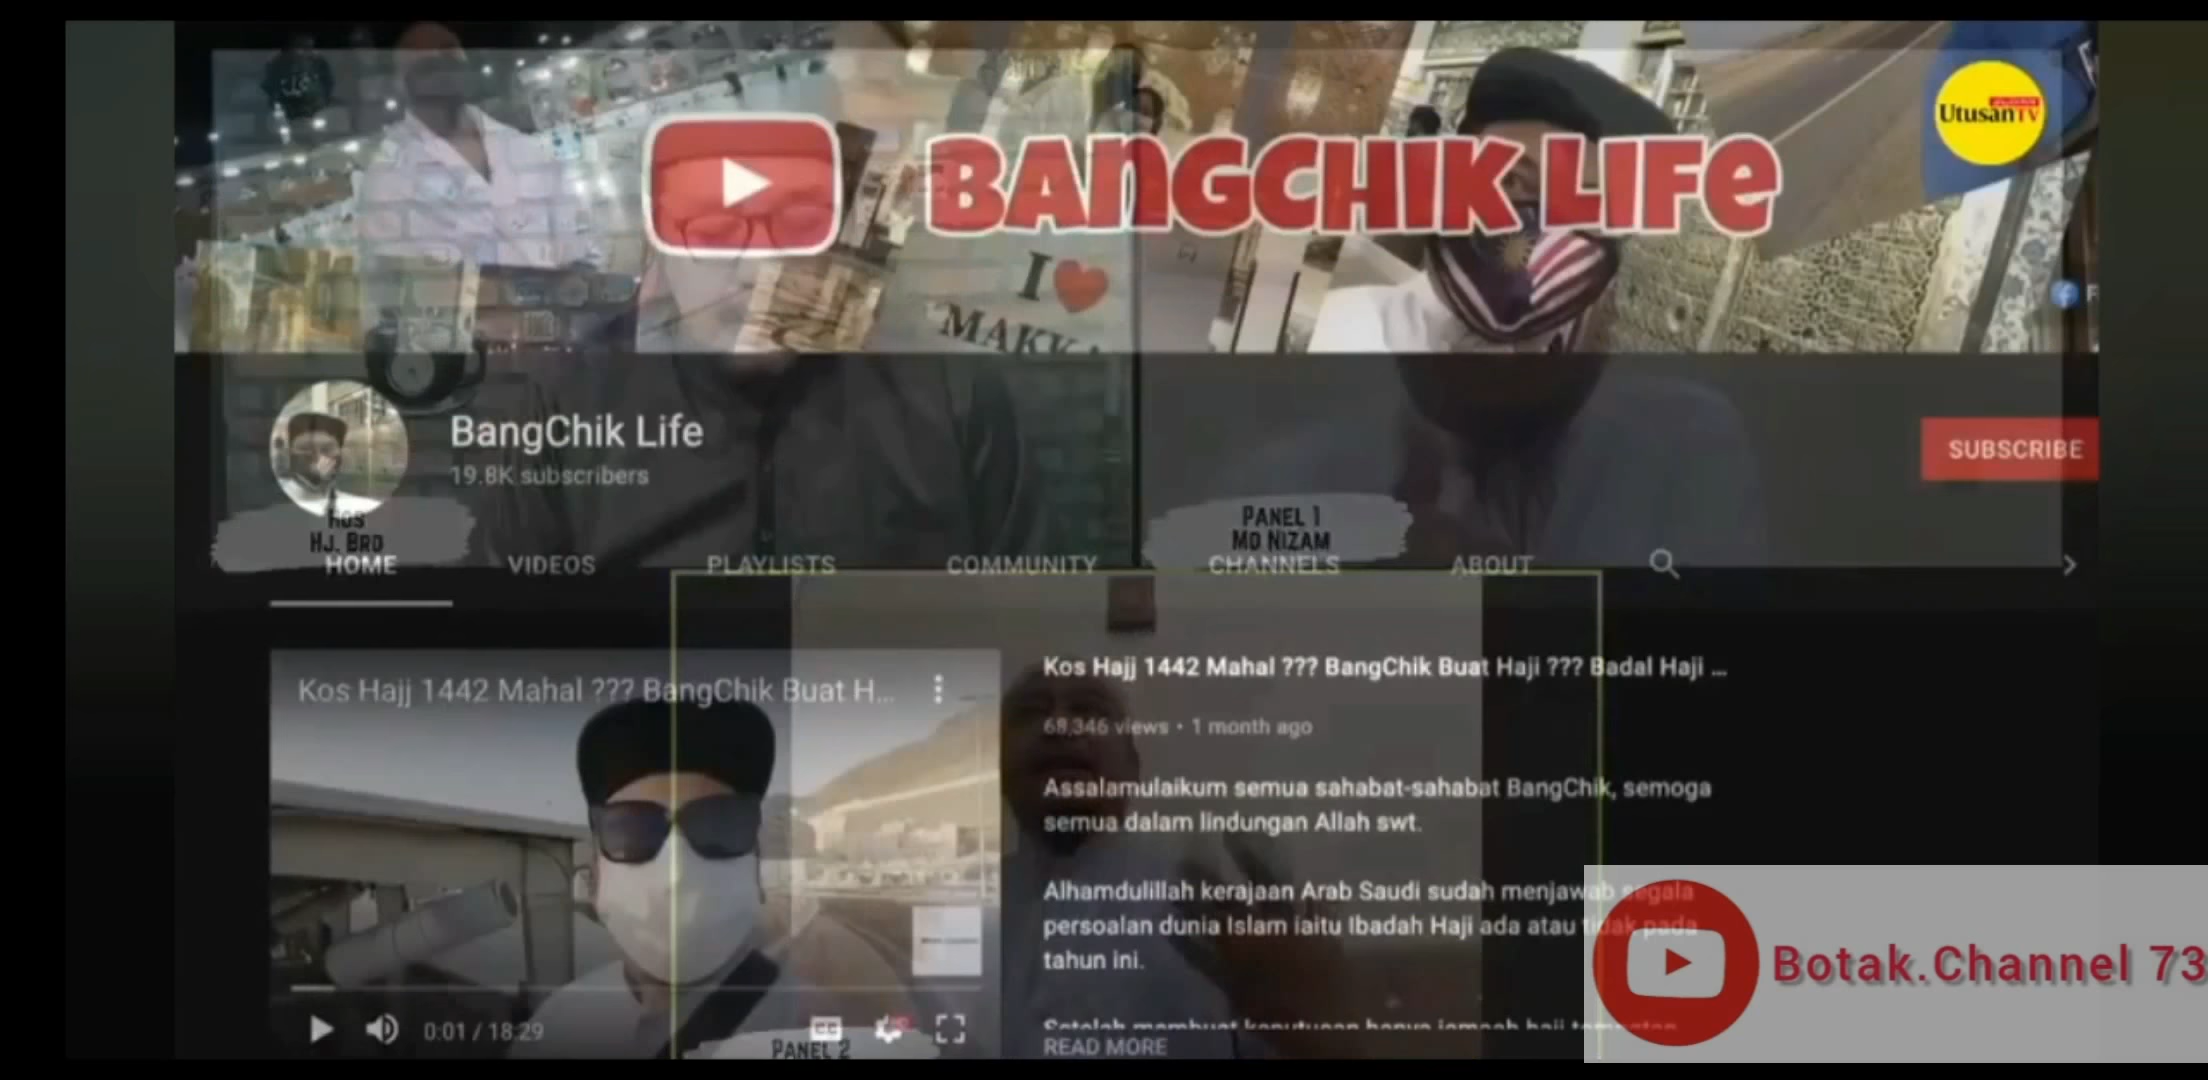 BANGCHIK LIFE
UtusanTV
I ❤
MAKKA
BangChik Life
19.8K subscribers
SUBSCRIBE
HOS
HJ. BRO
PANEL 1
MD NIZAM
HOME VIDEOS PLAYLISTS COMMUNITY CHANNELS ABOUT
Kos Hajj 1442 Mahal ??? BangChik Buat H...
0:01 / 18:29
PANEL 2
Kos Hajj 1442 Mahal ??? BangChik Buat Haji ??? Badal Haji ...
68,346 views • 1 month ago
Assalamulaikum semua sahabat-sahabat BangChik, semoga
semua dalam lindungan Allah swt.
Alhamdulillah kerajaan Arab Saudi sudah menjawab segala
persoalan dunia Islam iaitu Ibadah Haji ada atau tidak pada
tahun ini.
READ MORE
Botak.Channel 73